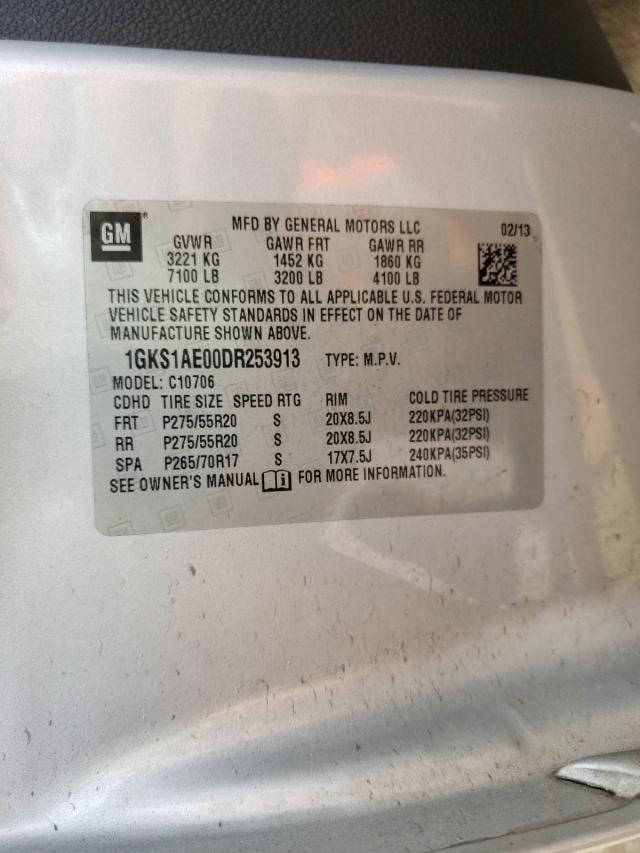 GM ® MFD BY GENERAL MOTORS LLC 02/13
GVWR GAWR FRT GAWR RR
3221 KG 1452 KG 1860 KG
7100 LB 3200 LB 4100 LB
THIS VEHICLE CONFORMS TO ALL APPLICABLE U.S. FEDERAL MOTOR
VEHICLE SAFETY STANDARDS IN EFFECT ON THE DATE OF
MANUFACTURE SHOWN ABOVE.
1GKS1AE00DR253913 TYPE: M.P.V.
MODEL: C10706
CDHD TIRE SIZE SPEED RTG RIM COLD TIRE PRESSURE
FRT P275/55R20 S 20X8.5J 220KPA(32PSI)
RR P275/55R20 S 20X8.5J 220KPA(32PSI)
SPA P265/70R17 S 17X7.5J 240KPA(35PSI)
SEE OWNER'S MANUAL i FOR MORE INFORMATION.